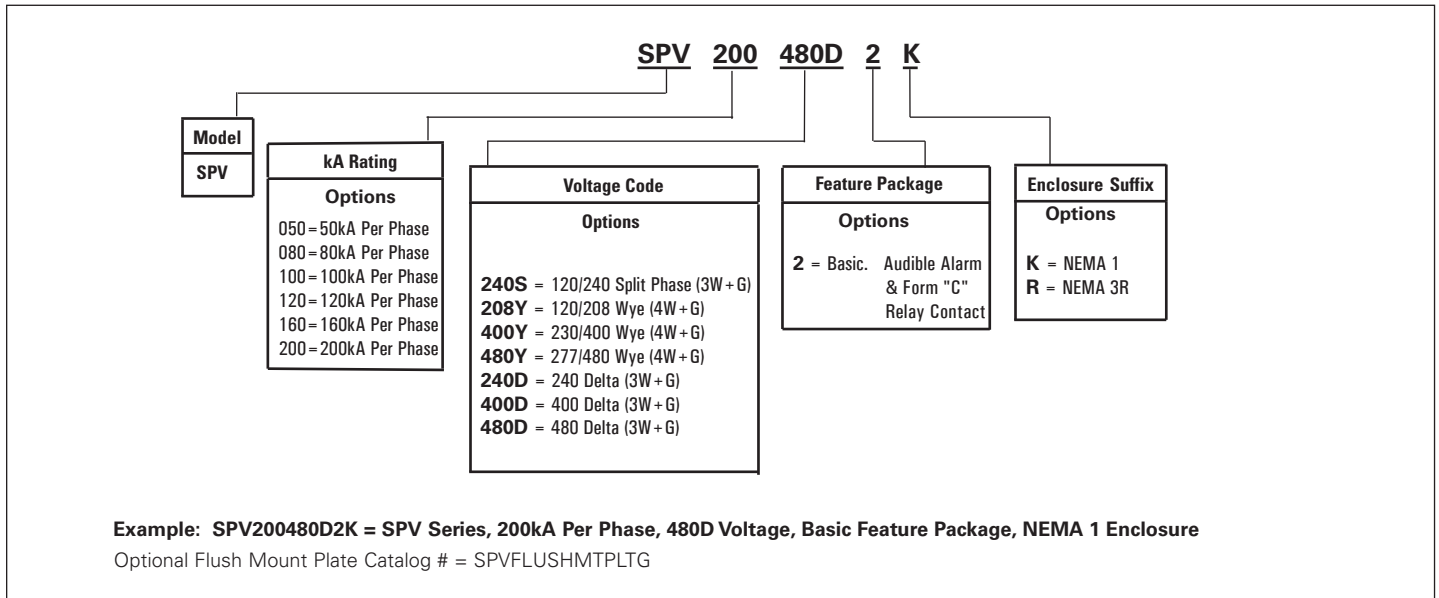 SPV 200 480D 2 K
Model
SPV
kA Rating
Options
050=50kA Per Phase
080=80kA Per Phase
100=100kA Per Phase
120=120kA Per Phase
160=160kA Per Phase
200=200kA Per Phase
Voltage Code
Options
240S = 120/240 Split Phase (3W+G)
208Y = 120/208 Wye (4W+G)
400Y = 230/400 Wye (4W+G)
480Y = 277/480 Wye (4W+G)
240D = 240 Delta (3W+G)
400D = 400 Delta (3W+G)
480D = 480 Delta (3W+G)
Feature Package
Options
2 = Basic. Audible Alarm
& Form "C"
Relay Contact
Enclosure Suffix
Options
K = NEMA 1
R = NEMA 3R
Example: SPV200480D2K = SPV Series, 200kA Per Phase, 480D Voltage, Basic Feature Package, NEMA 1 Enclosure
Optional Flush Mount Plate Catalog # = SPVFLUSHMTPLTG